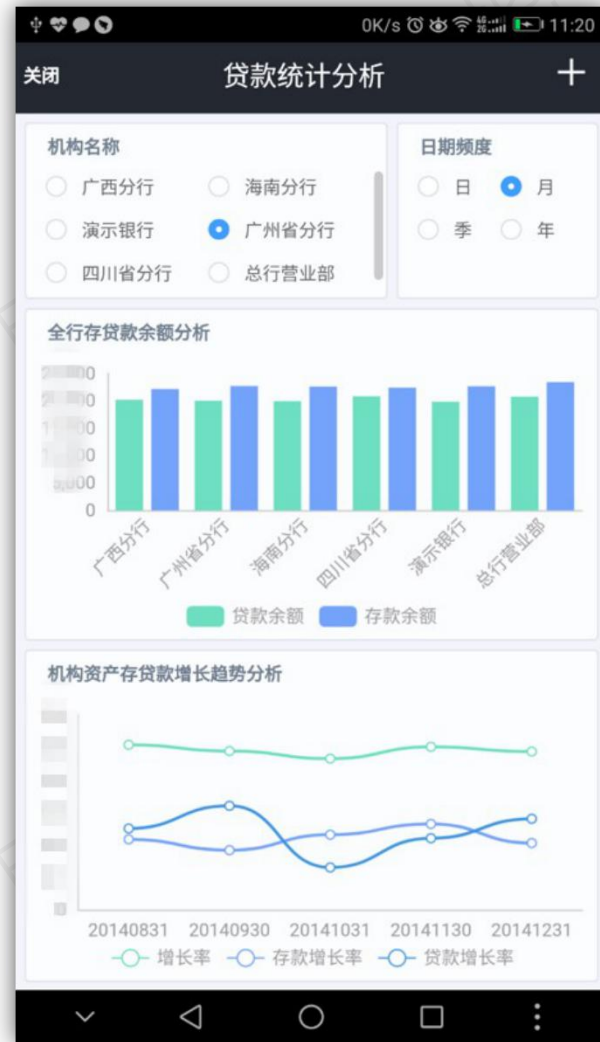 0K/s 11:20
关闭 贷款统计分析
机构名称 日期频度
广西分行 海南分行 日 月
演示银行 广州省分行 季 年
四川省分行 总行营业部
全行存贷款余额分析
0
广西分行 广州省分行 海南分行 四川省分行 演示银行 总行营业部
贷款余额 存款余额
机构资产存贷款增长趋势分析
20140831 20140930 20141031 20141130 20141231
增长率 存款增长率 贷款增长率